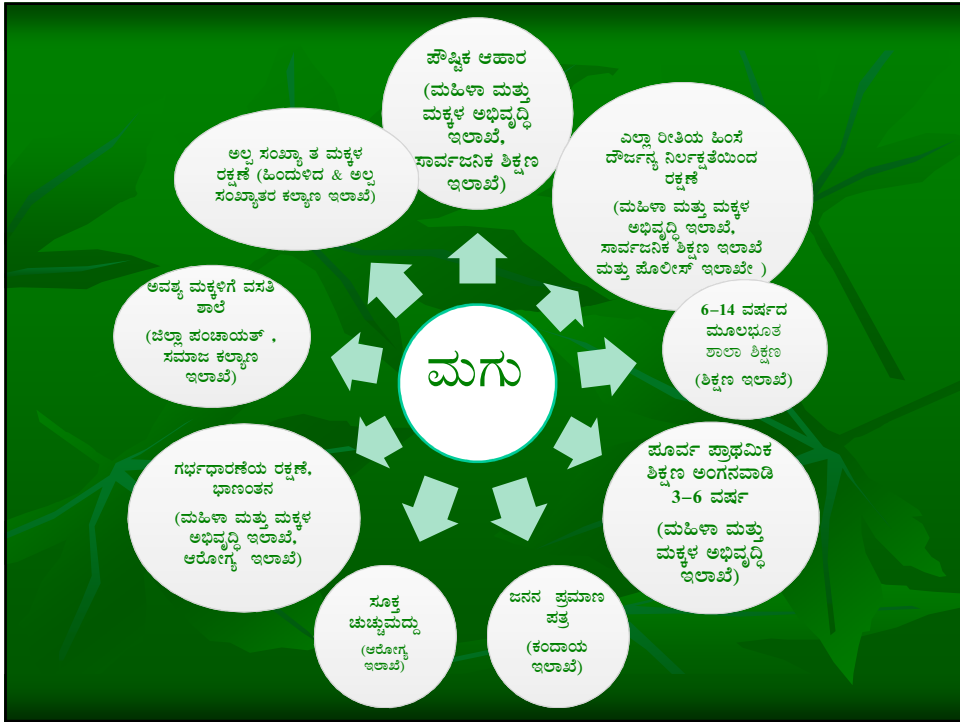 ಪೌಷ್ಟಿಕ ಆಹಾರ
(ಮಹಿಳಾ ಮತ್ತು
ಮಕ್ಕಳ ಅಭಿವೃದ್ಧಿ
ಇಲಾಖೆ,
ಸಾರ್ವಜನಿಕ ಶಿಕ್ಷಣ
ಇಲಾಖೆ)
ಎಲ್ಲಾ ರೀತಿಯ ಹಿಂಸೆ
ದೌರ್ಜನ್ಯ ನಿರ್ಲಕ್ಷತೆಯಿಂದ
ರಕ್ಷಣೆ
(ಮಹಿಳಾ ಮತ್ತು ಮಕ್ಕಳ
ಅಭಿವೃದ್ಧಿ ಇಲಾಖೆ,
ಸಾರ್ವಜನಿಕ ಶಿಕ್ಷಣ ಇಲಾಖೆ
ಮತ್ತು ಪೊಲೀಸ್ ಇಲಾಖೇ )
6–14 ವರ್ಷದ
ಮೂಲಭೂತ
ಶಾಲಾ ಶಿಕ್ಷಣ
(ಶಿಕ್ಷಣ ಇಲಾಖೆ)
ಪೂರ್ವ ಪ್ರಾಥಮಿಕ
ಶಿಕ್ಷಣ ಅಂಗನವಾಡಿ
3–6 ವರ್ಷ
(ಮಹಿಳಾ ಮತ್ತು
ಮಕ್ಕಳ ಅಭಿವೃದ್ಧಿ
ಇಲಾಖೆ)
ಜನನ ಪ್ರಮಾಣ
ಪತ್ರ
(ಕಂದಾಯ
ಇಲಾಖೆ)
ಸೂಕ್ತ
ಚುಚ್ಚುಮದ್ದು
(ಆರೋಗ್ಯ
ಇಲಾಖೆ)
ಗರ್ಭಧಾರಣೆಯ ರಕ್ಷಣೆ,
ಭಾಣಂತನ
(ಮಹಿಳಾ ಮತ್ತು ಮಕ್ಕಳ
ಅಭಿವೃದ್ಧಿ ಇಲಾಖೆ,
ಆರೋಗ್ಯ ಇಲಾಖೆ)
ಅವಶ್ಯ ಮಕ್ಕಳಿಗೆ ವಸತಿ
ಶಾಲೆ
(ಜಿಲ್ಲಾ ಪಂಚಾಯತ್ ,
ಸಮಾಜ ಕಲ್ಯಾಣ
ಇಲಾಖೆ)
ಅಲ್ಪ ಸಂಖ್ಯಾ ತ ಮಕ್ಕಳ
ರಕ್ಷಣೆ (ಹಿಂದುಳಿದ & ಅಲ್ಪ
ಸಂಖ್ಯಾತರ ಕಲ್ಯಾಣ ಇಲಾಖೆ)
ಮಗು